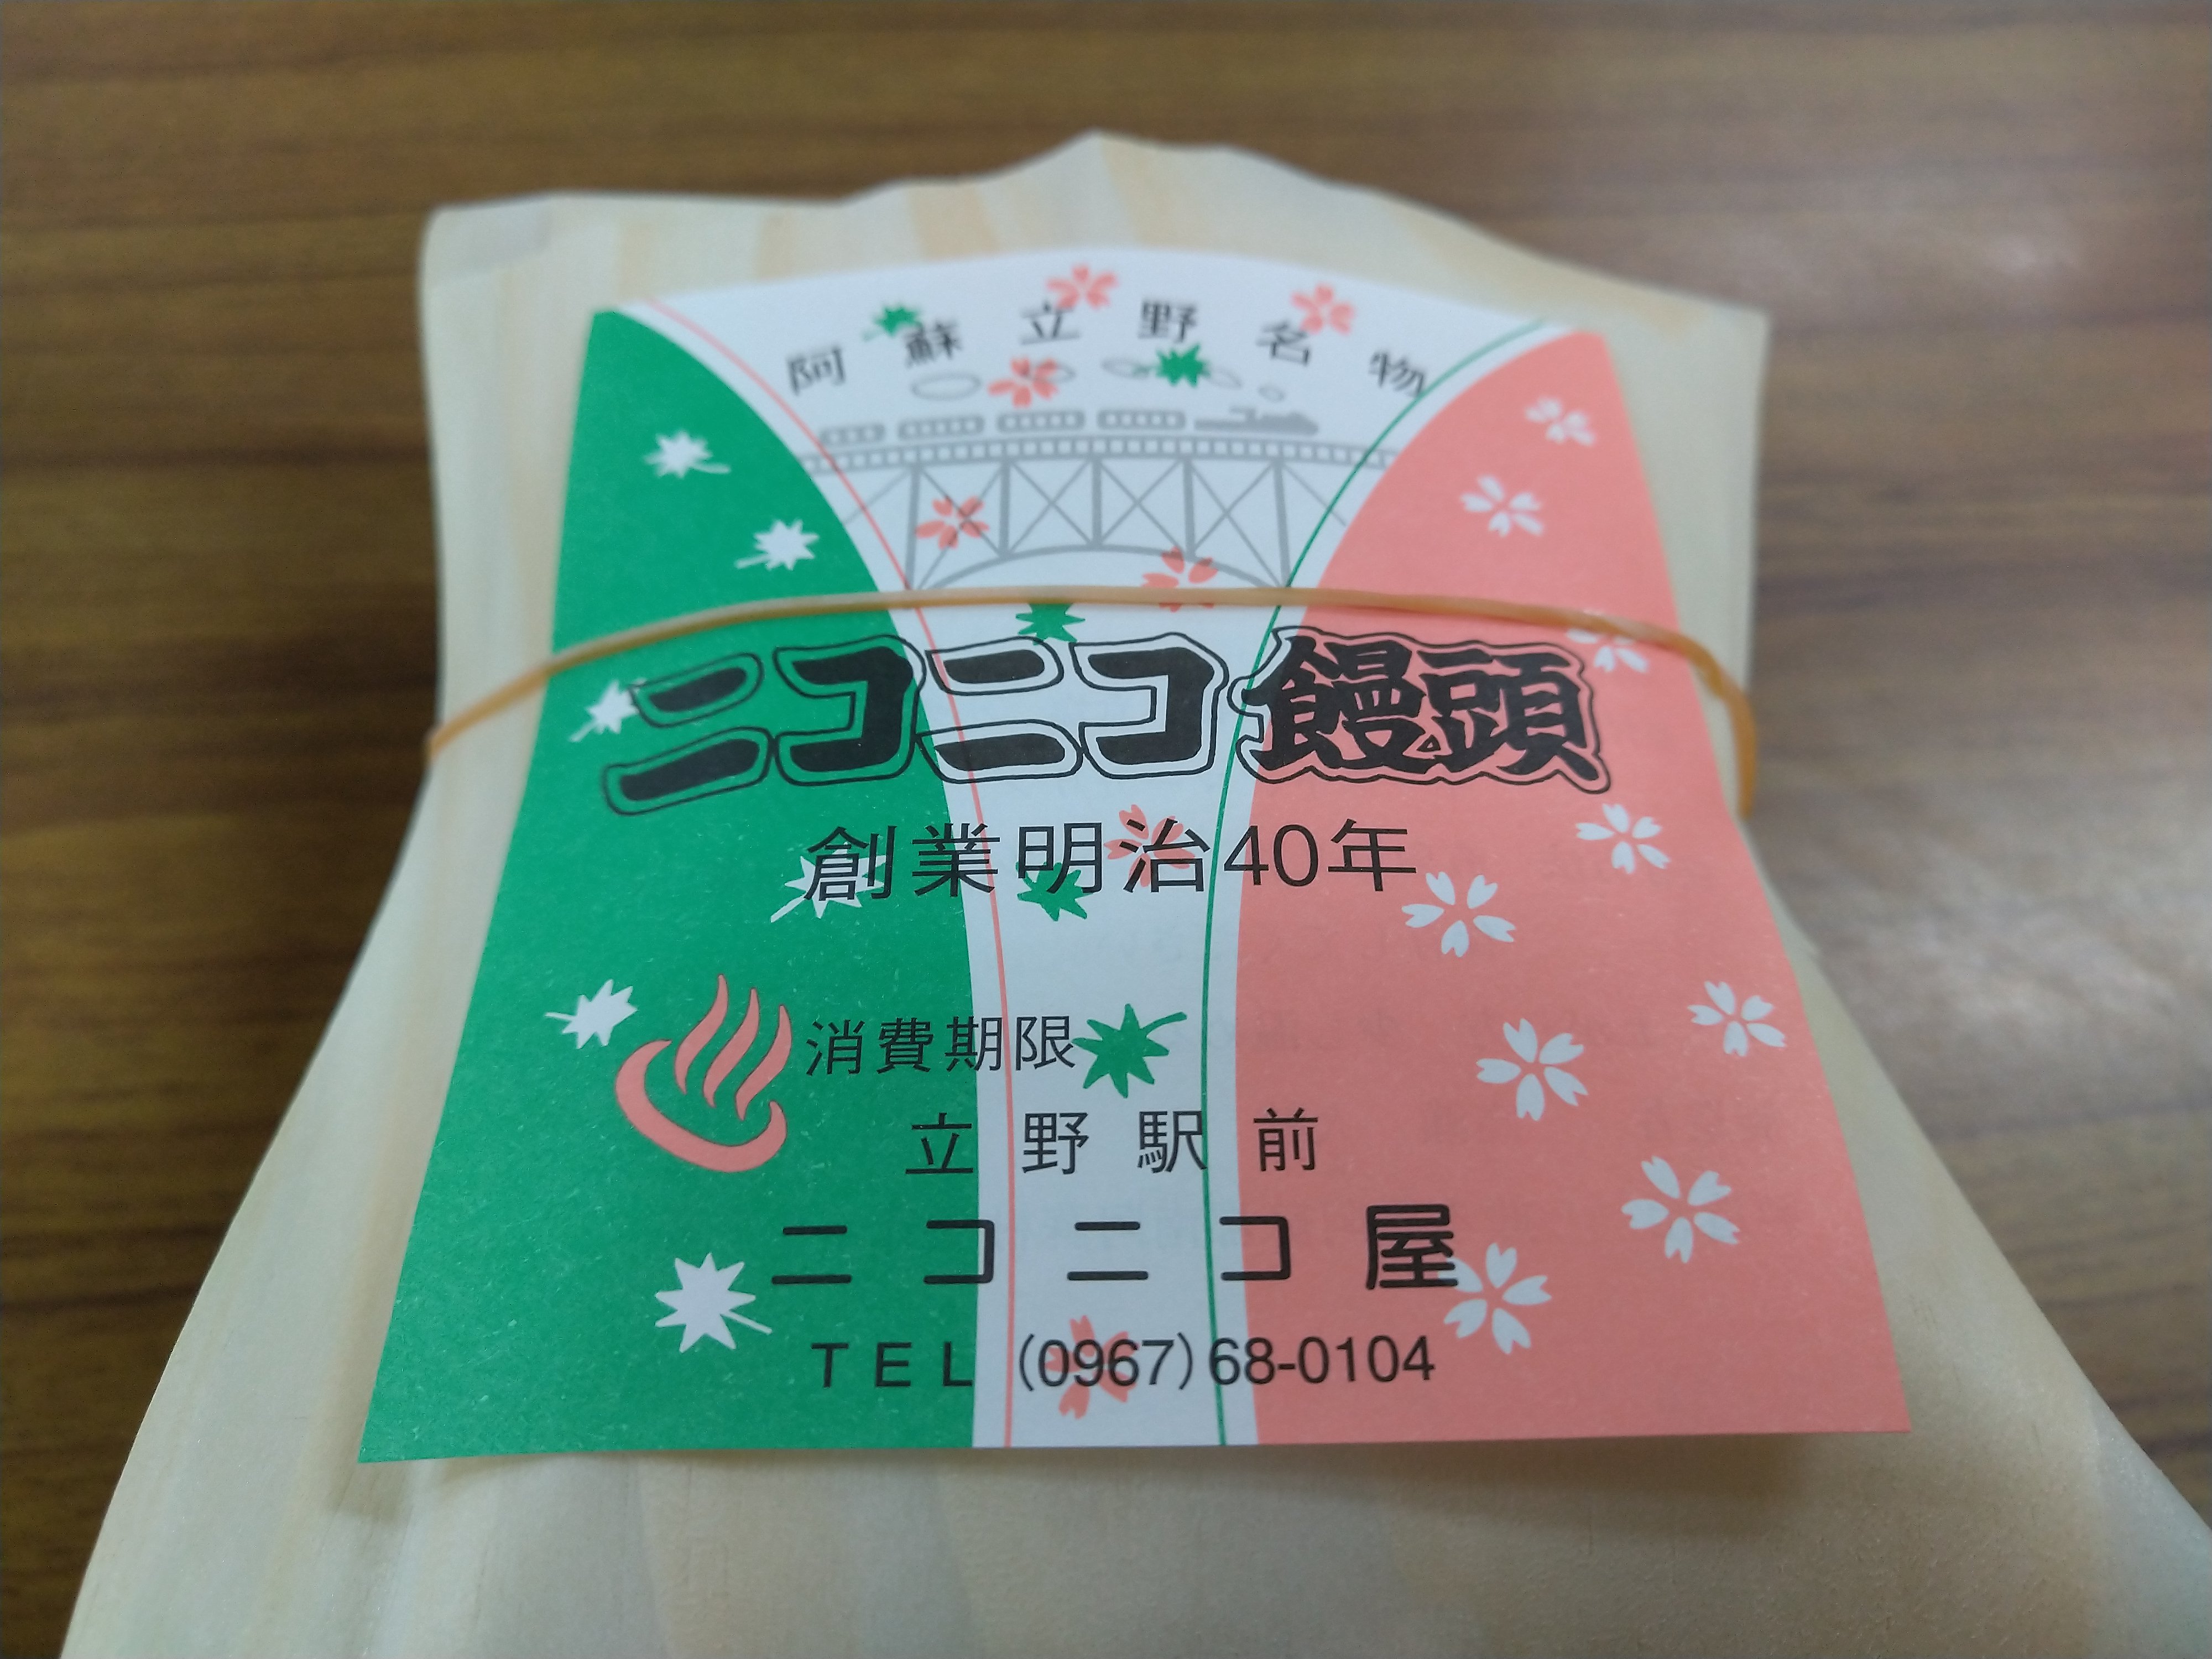 阿蘇立野名物
ニコニコ饅頭
創業明治40年
消費期限
立野駅前
ニコニコ屋
TEL (0967)68-0104